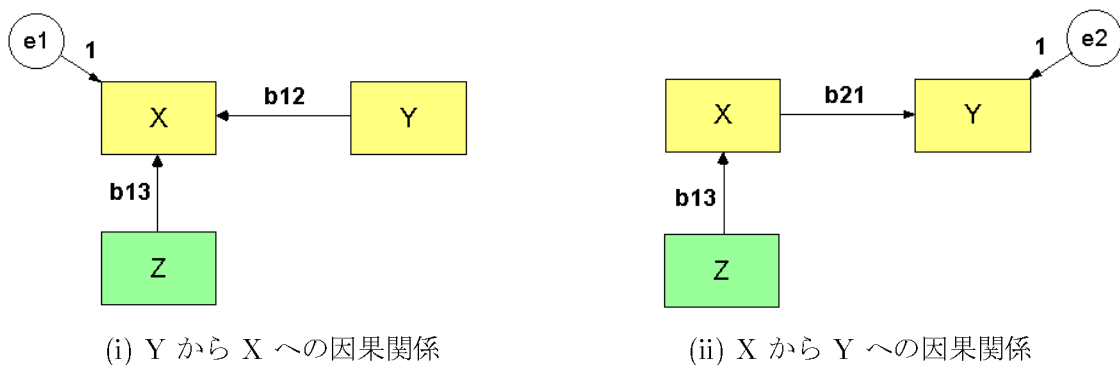 e1
1
X
b12
Y
b13
Z
(i) Y から X への因果関係
e2
1
X
b21
Y
b13
Z
(ii) X から Y への因果関係